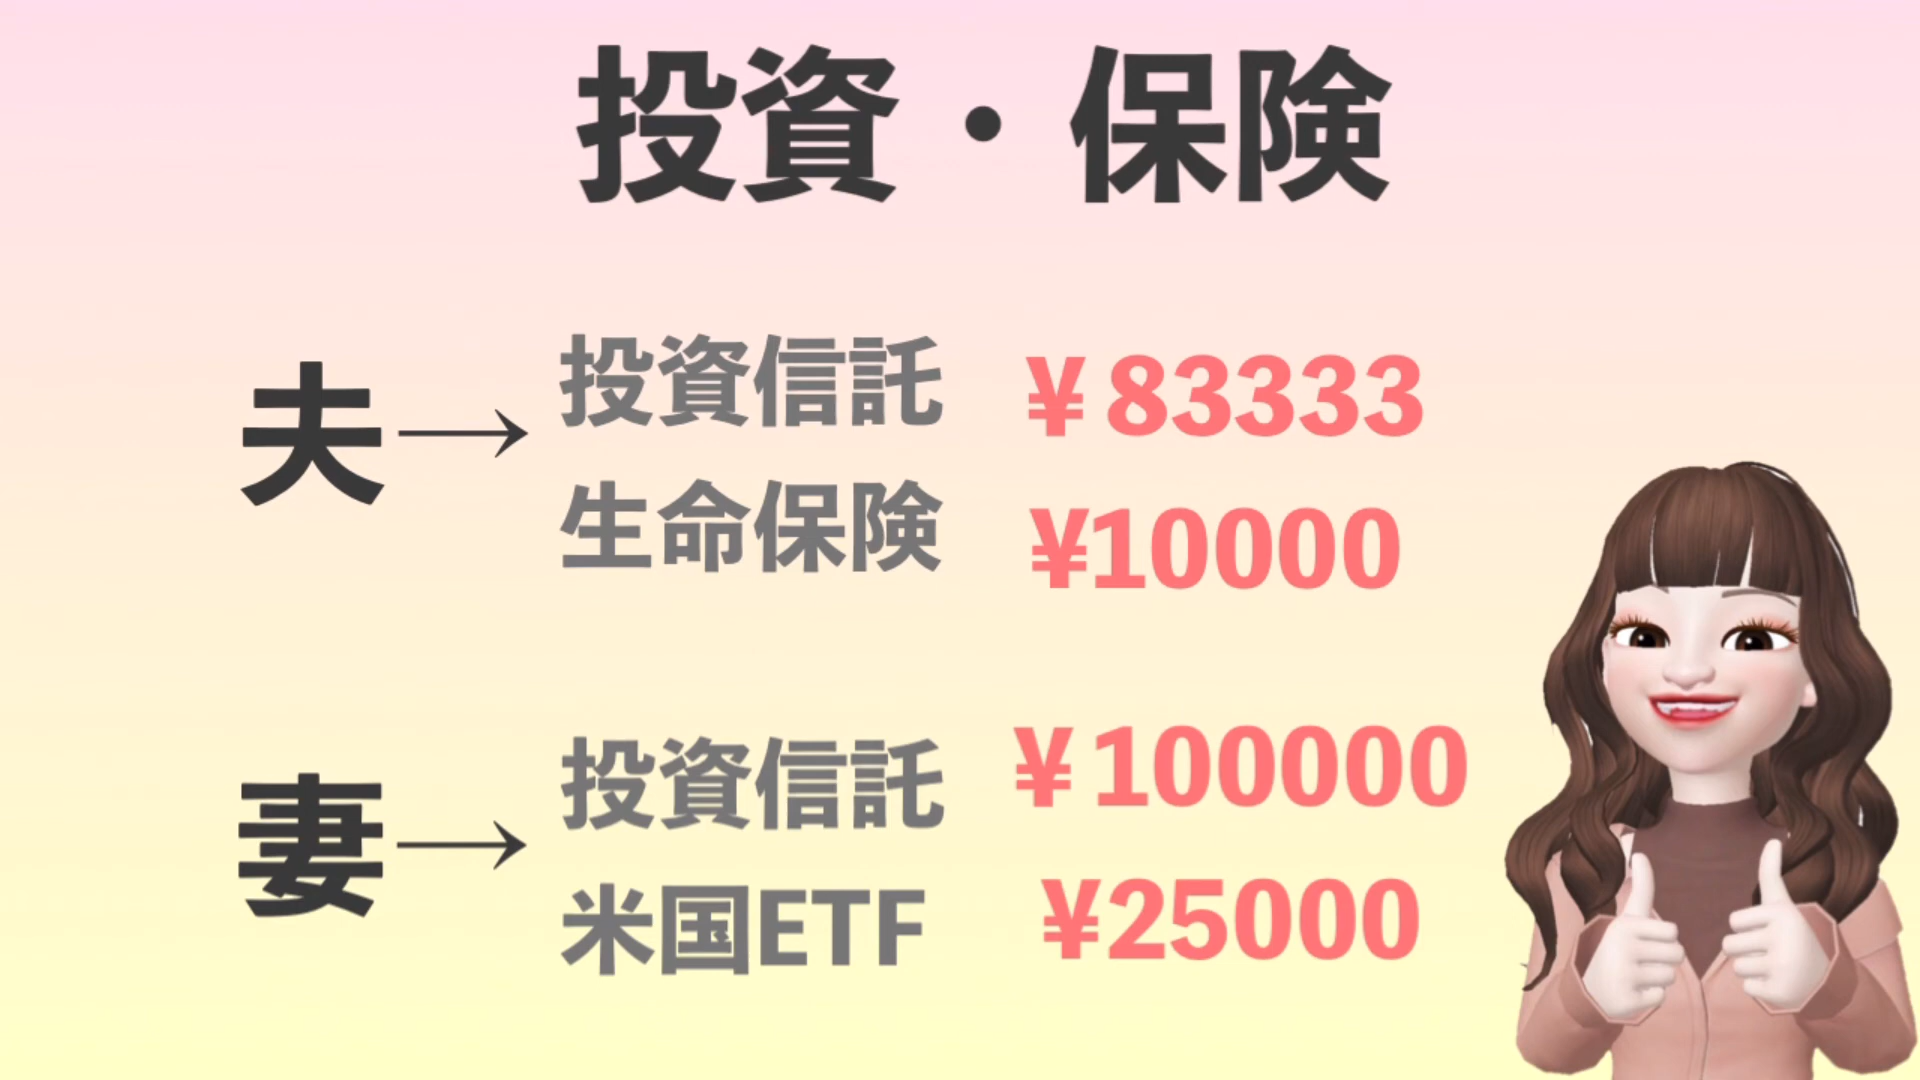 投資・保険
夫→
投資信託 ¥83333
生命保険 ¥10000
妻→
投資信託 ¥100000
米国ETF ¥25000